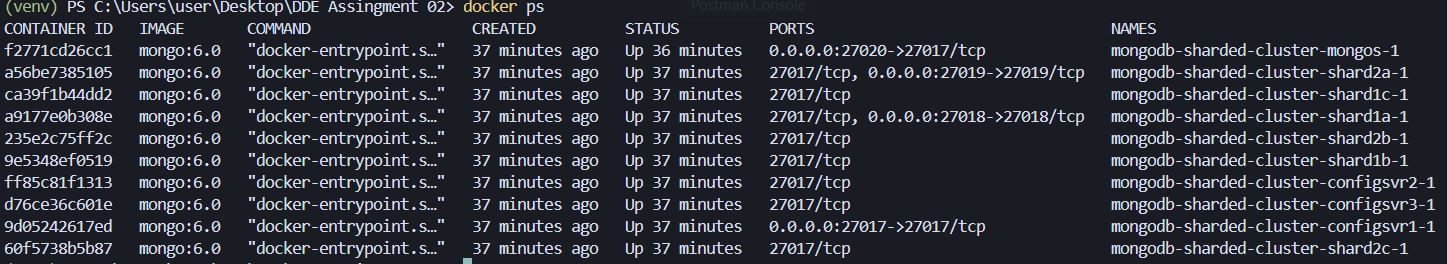 (venv) PS C:\Users\user\Desktop\DDE Assingment 02> docker ps
Postman Console
CONTAINER ID IMAGE COMMAND CREATED STATUS PORTS NAMES
f2771cd26cc1 mongo:6.0 "docker-entrypoint.s…" 37 minutes ago Up 36 minutes 0.0.0.0:27020->27017/tcp mongodb-sharded-cluster-mongos-1
a56be7385105 mongo:6.0 "docker-entrypoint.s…" 37 minutes ago Up 37 minutes 27017/tcp, 0.0.0.0:27019->27019/tcp mongodb-sharded-cluster-shard2a-1
ca39f1b44dd2 mongo:6.0 "docker-entrypoint.s…" 37 minutes ago Up 37 minutes 27017/tcp mongodb-sharded-cluster-shard1c-1
a9177e0b308e mongo:6.0 "docker-entrypoint.s…" 37 minutes ago Up 37 minutes 27017/tcp, 0.0.0.0:27018->27018/tcp mongodb-sharded-cluster-shard1a-1
235e2c75ff2c mongo:6.0 "docker-entrypoint.s…" 37 minutes ago Up 37 minutes 27017/tcp mongodb-sharded-cluster-shard2b-1
9e5348ef0519 mongo:6.0 "docker-entrypoint.s…" 37 minutes ago Up 37 minutes 27017/tcp mongodb-sharded-cluster-shard1b-1
ff85c81f1313 mongo:6.0 "docker-entrypoint.s…" 37 minutes ago Up 37 minutes 27017/tcp mongodb-sharded-cluster-configsvr2-1
d76ce36c601e mongo:6.0 "docker-entrypoint.s…" 37 minutes ago Up 37 minutes 27017/tcp mongodb-sharded-cluster-configsvr3-1
9d05242617ed mongo:6.0 "docker-entrypoint.s…" 37 minutes ago Up 37 minutes 0.0.0.0:27017->27017/tcp mongodb-sharded-cluster-configsvr1-1
60f5738b5b87 mongo:6.0 "docker-entrypoint.s…" 37 minutes ago Up 37 minutes 27017/tcp mongodb-sharded-cluster-shard2c-1